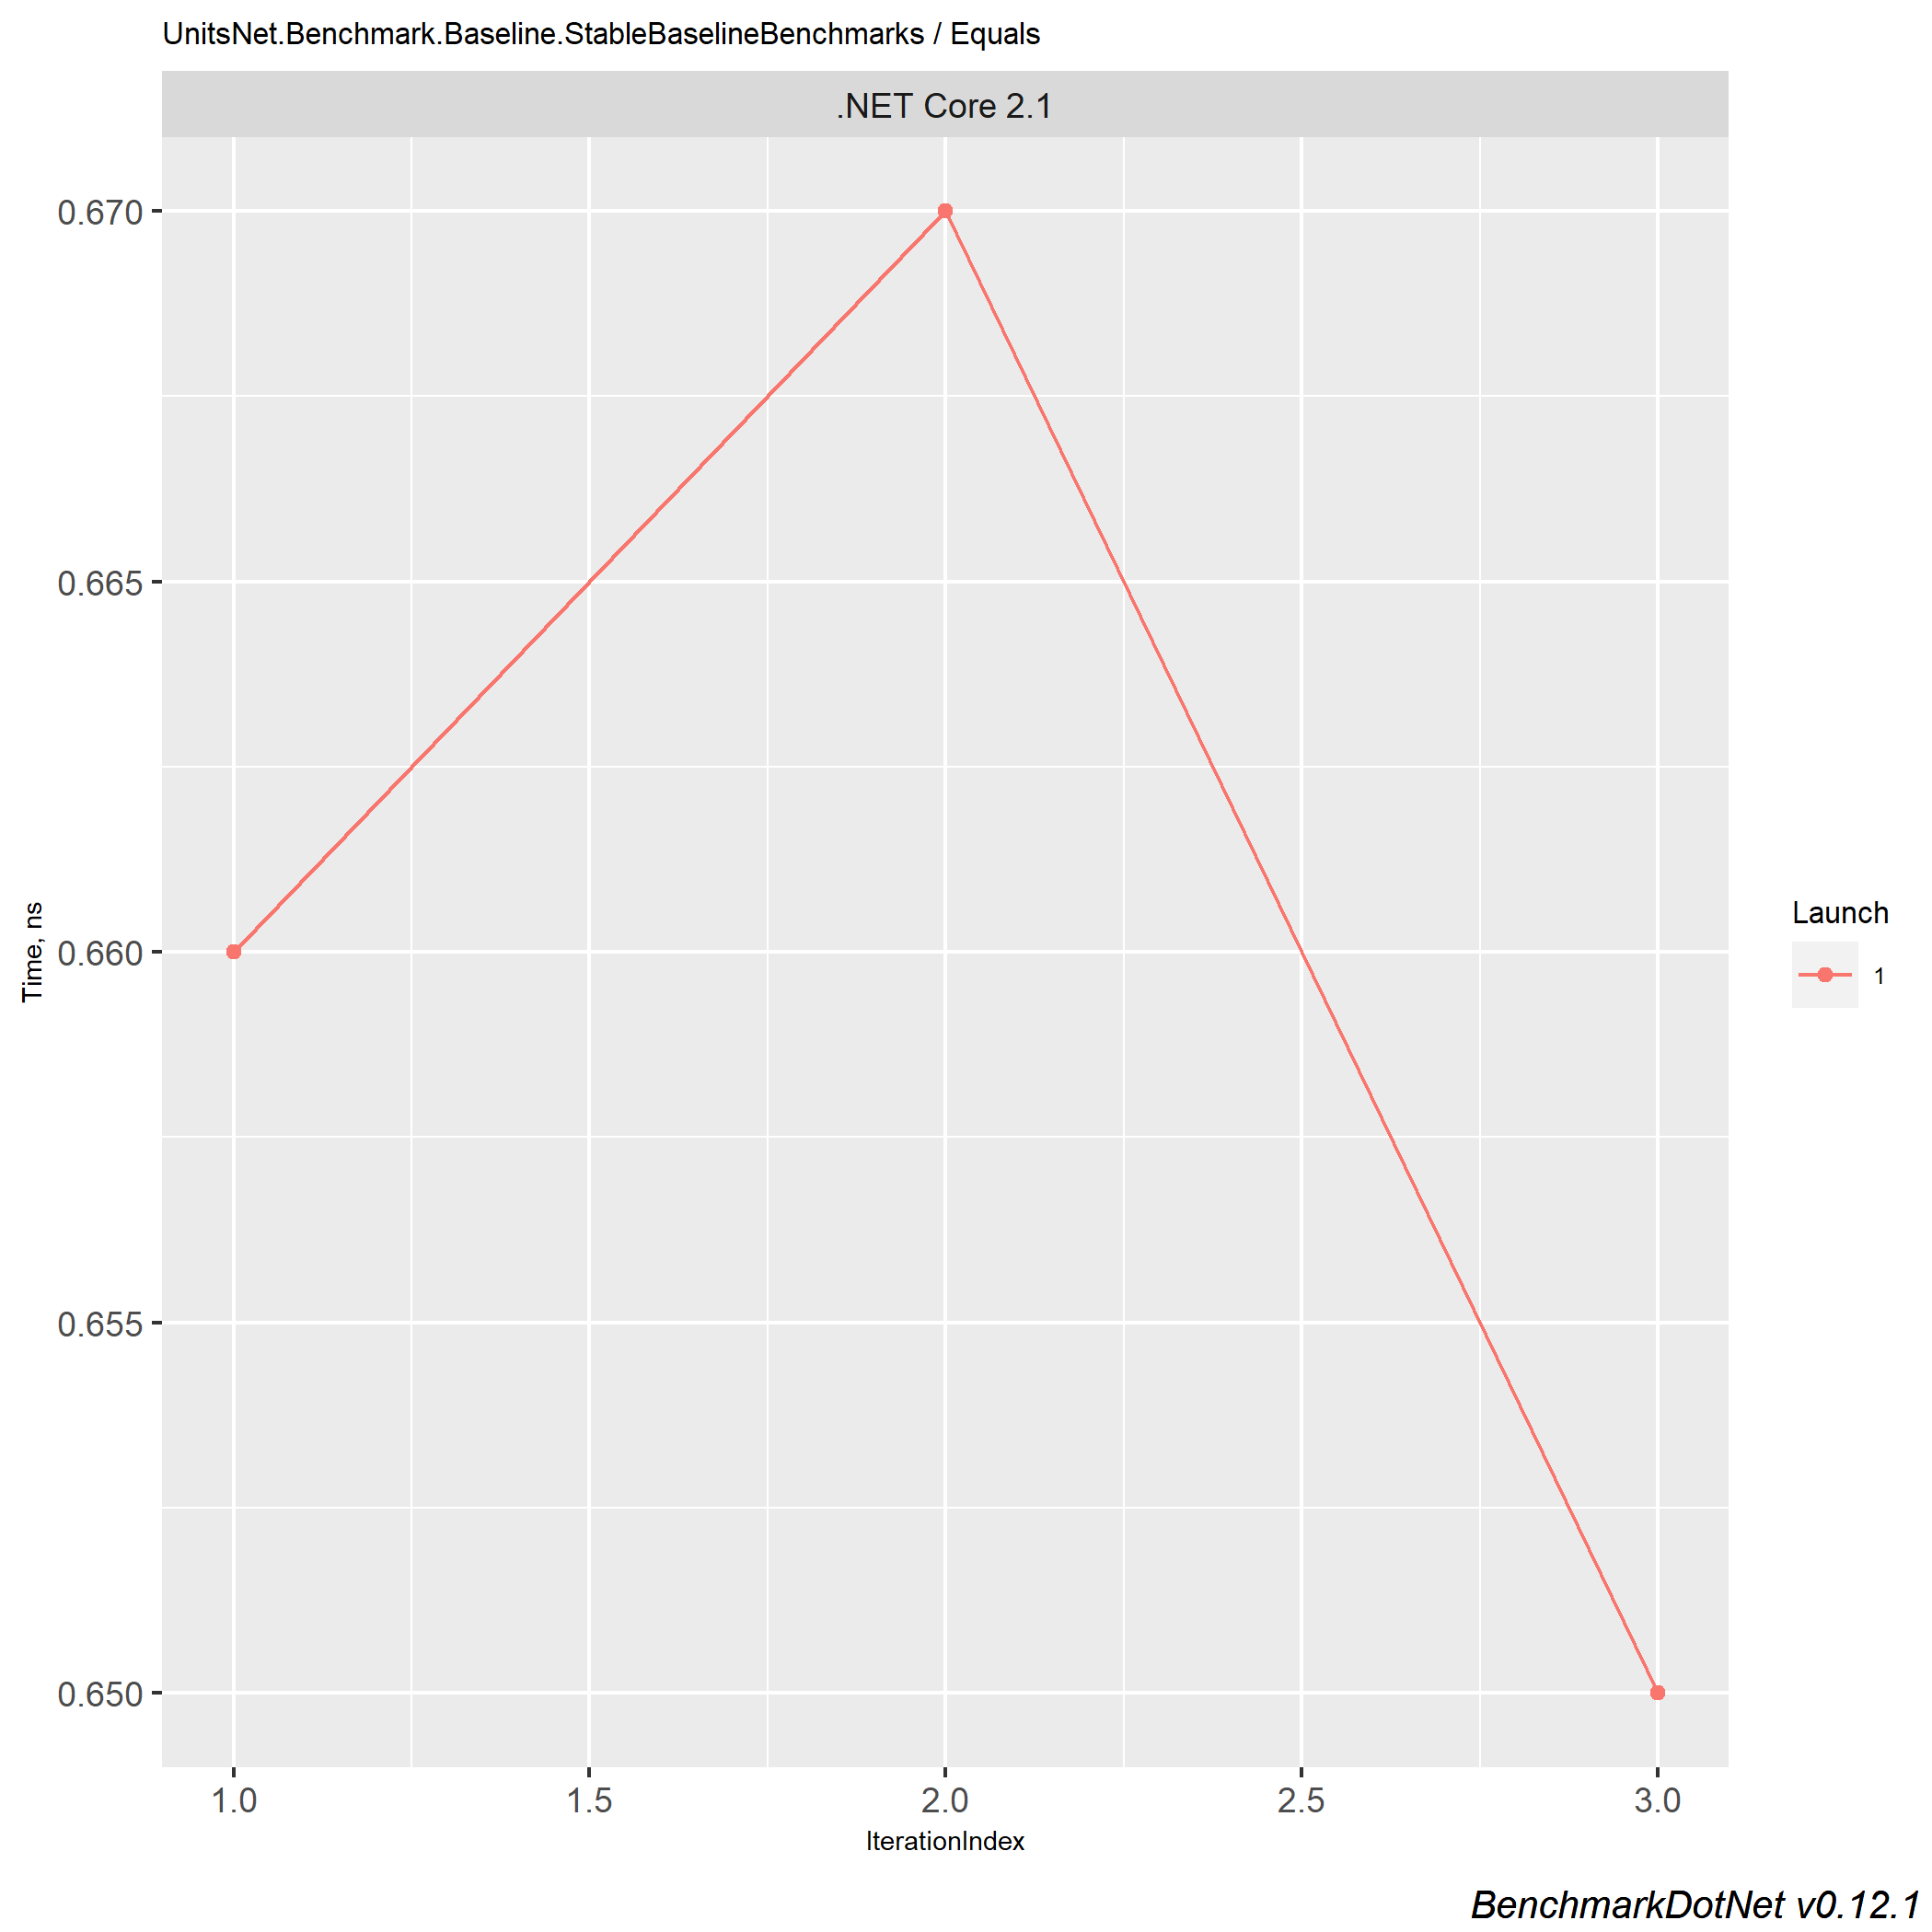 UnitsNet.Benchmark.Baseline.StableBaselineBenchmarks / Equals
.NET Core 2.1
0.670
0.665
0.660
0.655
0.650
Time, ns
1.0 1.5 2.0 2.5 3.0
IterationIndex
Launch
1
BenchmarkDotNet v0.12.1